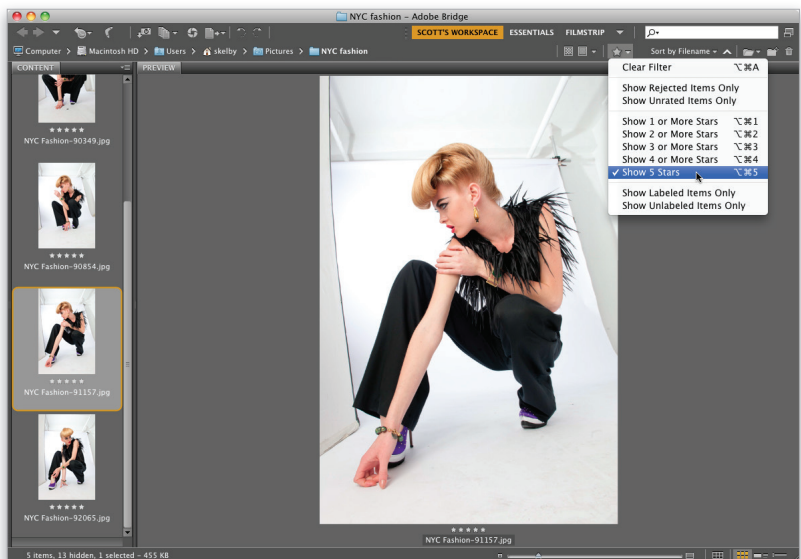 NYC fashion – Adobe Bridge
SCOTT'S WORKSPACE ESSENTIALS FILMSTRIP
Computer > Macintosh HD > Users > skelby > Pictures > NYC fashion
Sort by Filename
CONTENT
PREVIEW
Clear Filter ⌥⌘A
Show Rejected Items Only
Show Unrated Items Only
Show 1 or More Stars ⌥⌘1
Show 2 or More Stars ⌥⌘2
Show 3 or More Stars ⌥⌘3
Show 4 or More Stars ⌥⌘4
✓ Show 5 Stars ⌥⌘5
Show Labeled Items Only
Show Unlabeled Items Only
★★★★★
NYC Fashion-90349.jpg
★★★★★
NYC Fashion-90854.jpg
★★★★★
NYC Fashion-91157.jpg
★★★★★
NYC Fashion-92065.jpg
★★★★★
NYC Fashion-91157.jpg
5 items, 13 hidden, 1 selected – 455 KB